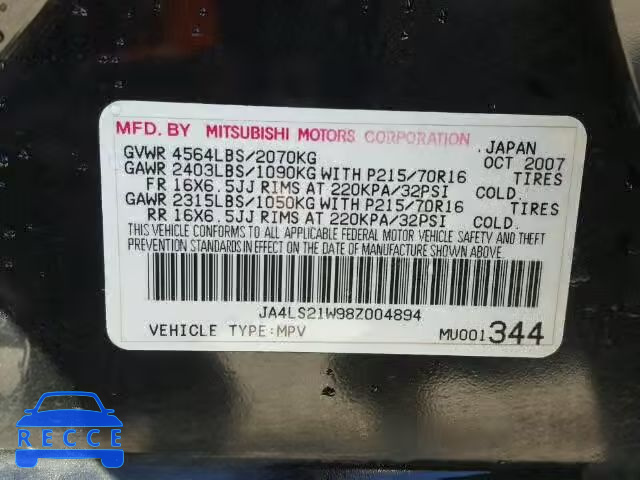 MFD. BY MITSUBISHI MOTORS CORPORATION
GVWR 4564LBS/2070KG JAPAN OCT 2007
GAWR 2403LBS/1090KG WITH P215/70R16 TIRES
FR 16X6.5JJ RIMS AT 220KPA/32PSI COLD.
GAWR 2315LBS/1050KG WITH P215/70R16 TIRES
RR 16X6.5JJ RIMS AT 220KPA/32PSI COLD.
THIS VEHICLE CONFORMS TO ALL APPLICABLE FEDERAL MOTOR VEHICLE SAFETY AND THEFT
PREVENTION STANDARDS IN EFFECT ON THE DATE OF MANUFACTURE SHOWN ABOVE.
JA4LS21W98Z004894
VEHICLE TYPE:MPV MU001344
RECCE